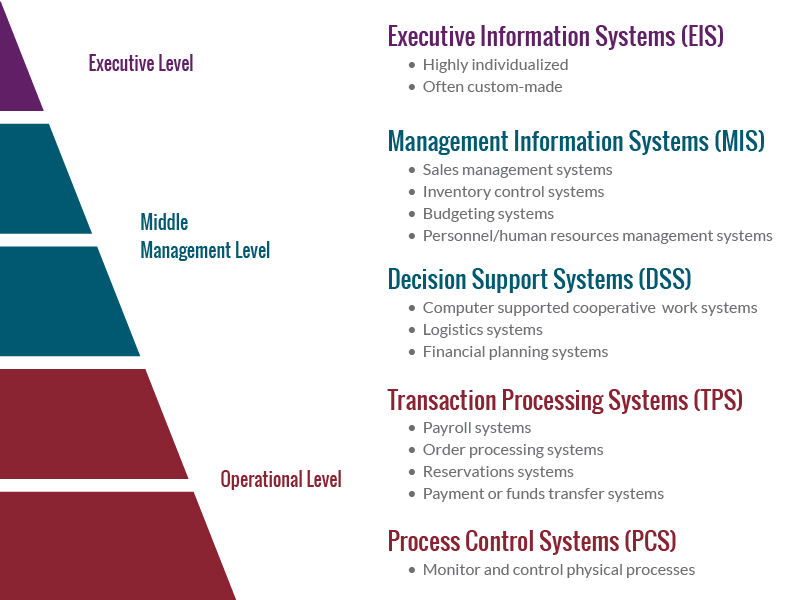 Executive Level
Middle
Management Level
Operational Level
Executive Information Systems (EIS)
• Highly individualized
• Often custom-made
Management Information Systems (MIS)
• Sales management systems
• Inventory control systems
• Budgeting systems
• Personnel/human resources management systems
Decision Support Systems (DSS)
• Computer supported cooperative work systems
• Logistics systems
• Financial planning systems
Transaction Processing Systems (TPS)
• Payroll systems
• Order processing systems
• Reservations systems
• Payment or funds transfer systems
Process Control Systems (PCS)
• Monitor and control physical processes